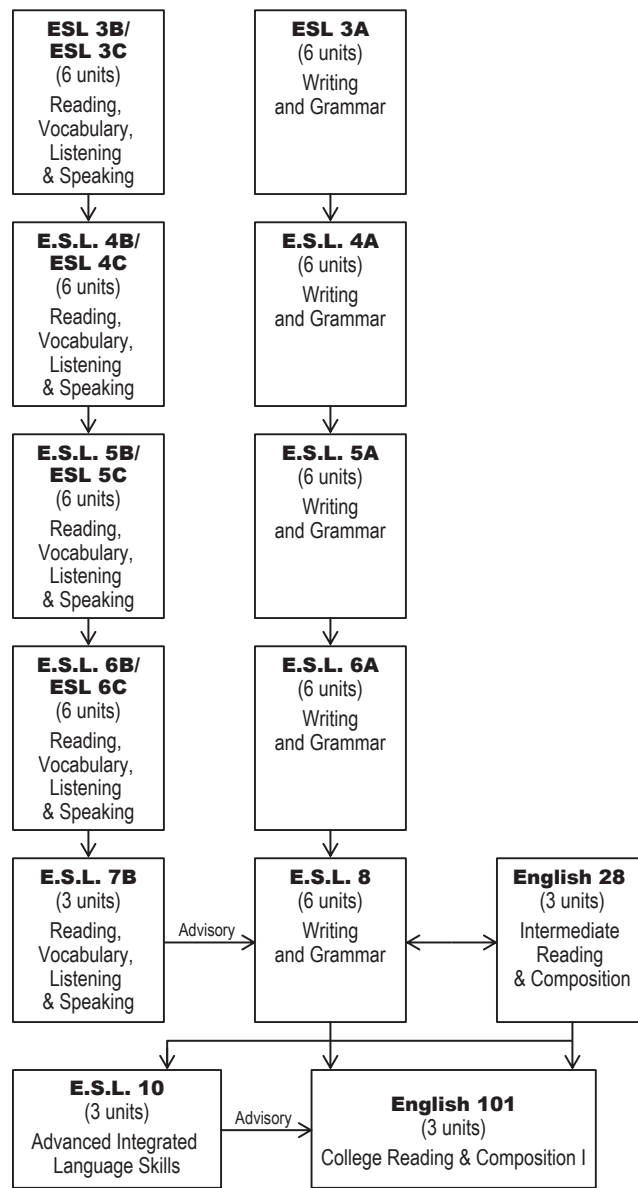 ESL 3B/
ESL 3C
(6 units)
Reading,
Vocabulary,
Listening
& Speaking
ESL 3A
(6 units)
Writing
and Grammar
E.S.L. 4B/
ESL 4C
(6 units)
Reading,
Vocabulary,
Listening
& Speaking
E.S.L. 4A
(6 units)
Writing
and Grammar
E.S.L. 5B/
ESL 5C
(6 units)
Reading,
Vocabulary,
Listening
& Speaking
E.S.L. 5A
(6 units)
Writing
and Grammar
E.S.L. 6B/
ESL 6C
(6 units)
Reading,
Vocabulary,
Listening
& Speaking
E.S.L. 6A
(6 units)
Writing
and Grammar
E.S.L. 7B
(3 units)
Reading,
Vocabulary,
Listening
& Speaking
Advisory
E.S.L. 8
(6 units)
Writing
and Grammar
English 28
(3 units)
Intermediate
Reading
& Composition
E.S.L. 10
(3 units)
Advanced Integrated
Language Skills
Advisory
English 101
(3 units)
College Reading & Composition I